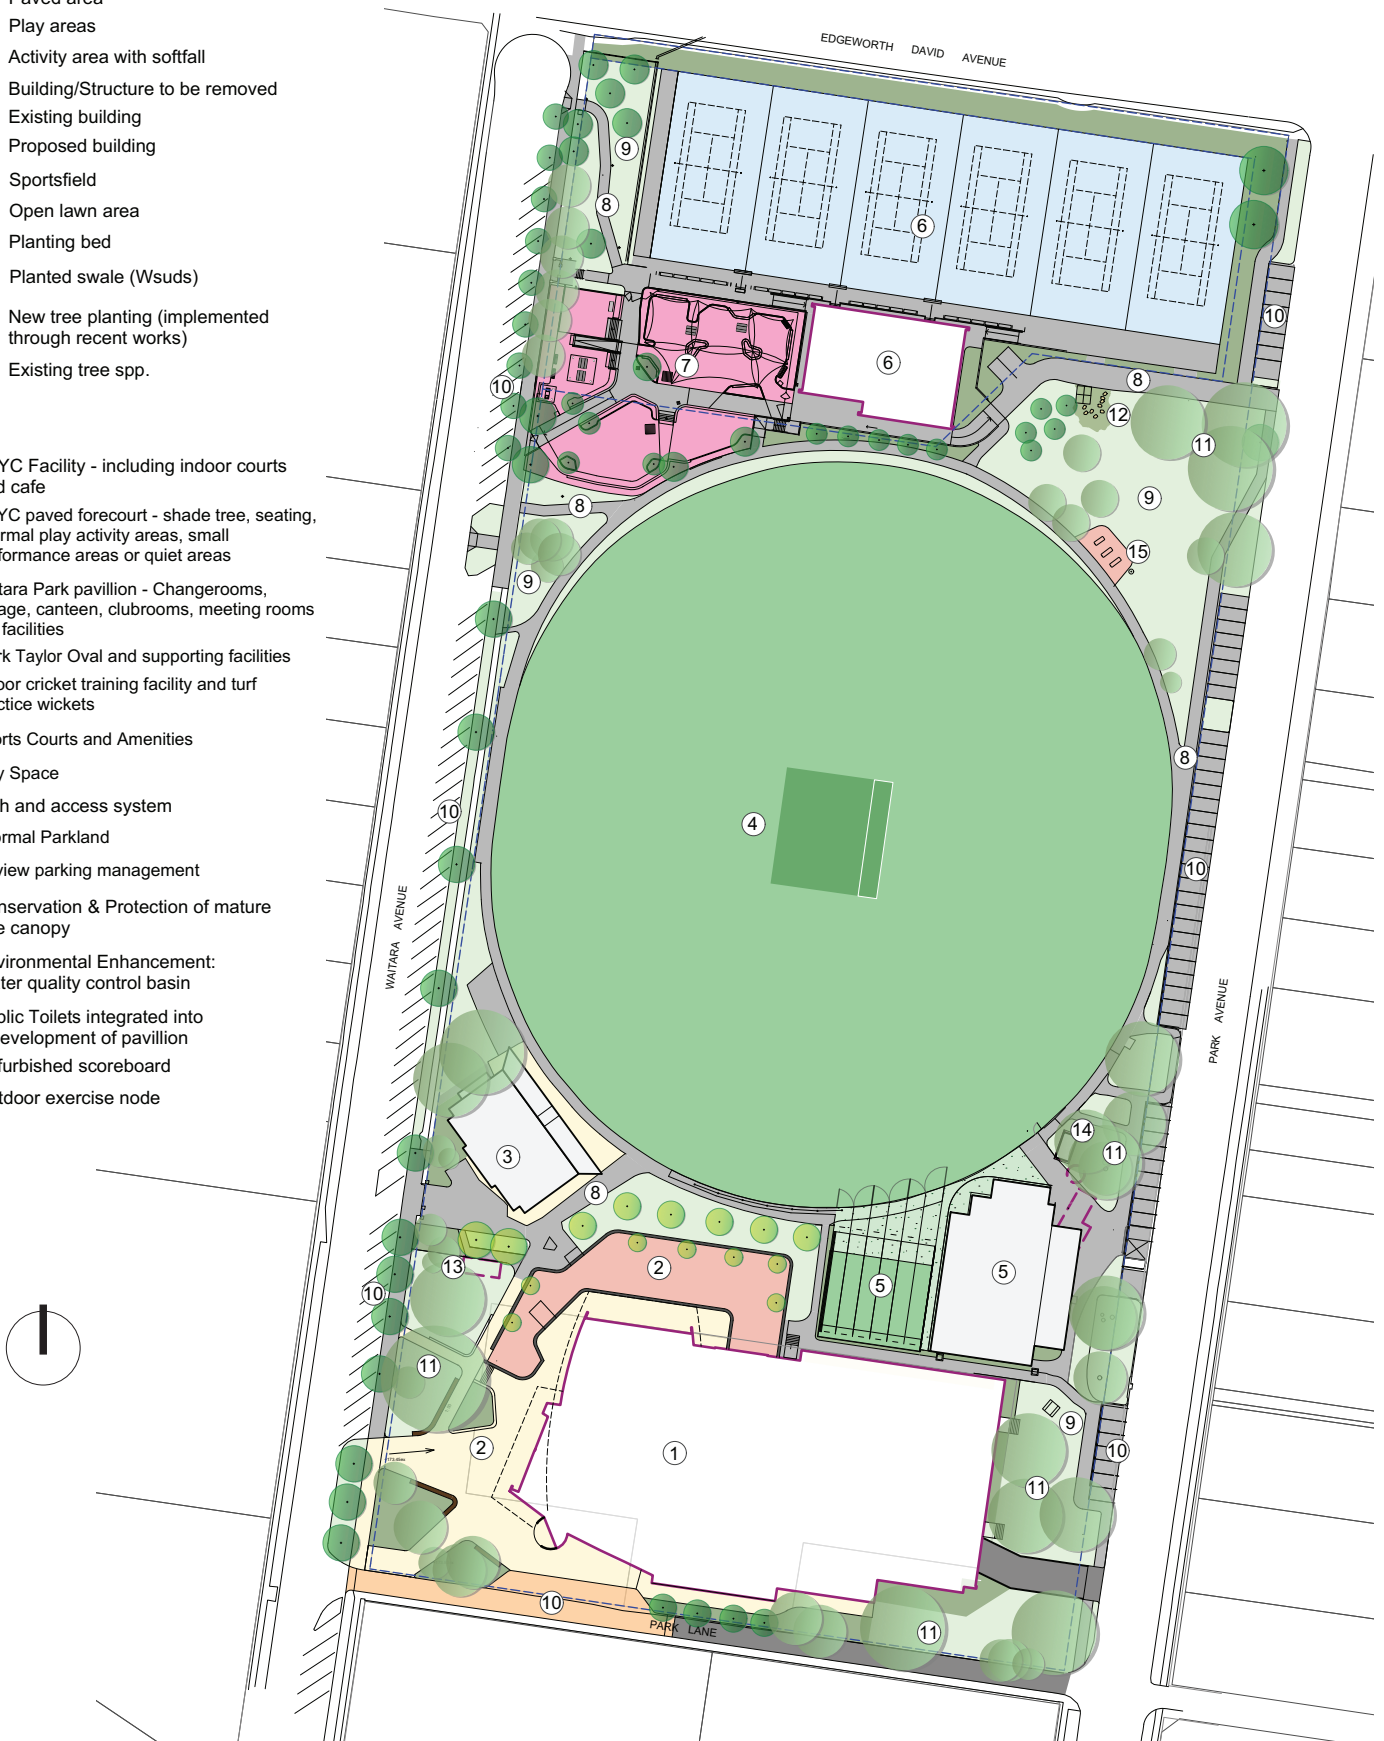 Paved area
Play areas
Activity area with softfall
Building/Structure to be removed
Existing building
Proposed building
Sportsfield
Open lawn area
Planting bed
Planted swale (Wsuds)
New tree planting (implemented
through recent works)
Existing tree spp.
YC Facility - including indoor courts
d cafe
YC paved forecourt - shade tree, seating,
rmal play activity areas, small
formance areas or quiet areas
tara Park pavillion - Changerooms,
age, canteen, clubrooms, meeting rooms
facilities
rk Taylor Oval and supporting facilities
oor cricket training facility and turf
ctice wickets
orts Courts and Amenities
y Space
h and access system
ormal Parkland
view parking management
nservation & Protection of mature
e canopy
vironmental Enhancement:
ter quality control basin
olic Toilets integrated into
evelopment of pavillion
furbished scoreboard
tdoor exercise node
EDGEWORTH DAVID AVENUE
9
8
6
10
7
6
8
12
10
11
9
8
15
9
8
4
10
10
WAITARA AVENUE
PARK AVENUE
14
11
3
8
13
2
5
5
10
11
9
2
1
10
11
10
PARK LANE
11